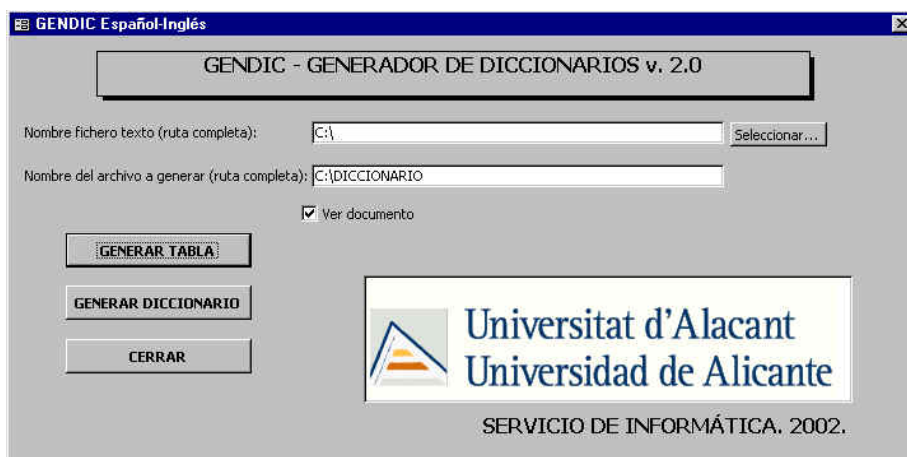 GENDIC Español-Inglés
GENDIC - GENERADOR DE DICCIONARIOS v. 2.0
Nombre fichero texto (ruta completa): C:\ Seleccionar...
Nombre del archivo a generar (ruta completa): C:\DICCIONARIO
Ver documento
GENERAR TABLA
GENERAR DICCIONARIO
CERRAR
Universitat d'Alacant
Universidad de Alicante
SERVICIO DE INFORMÁTICA. 2002.